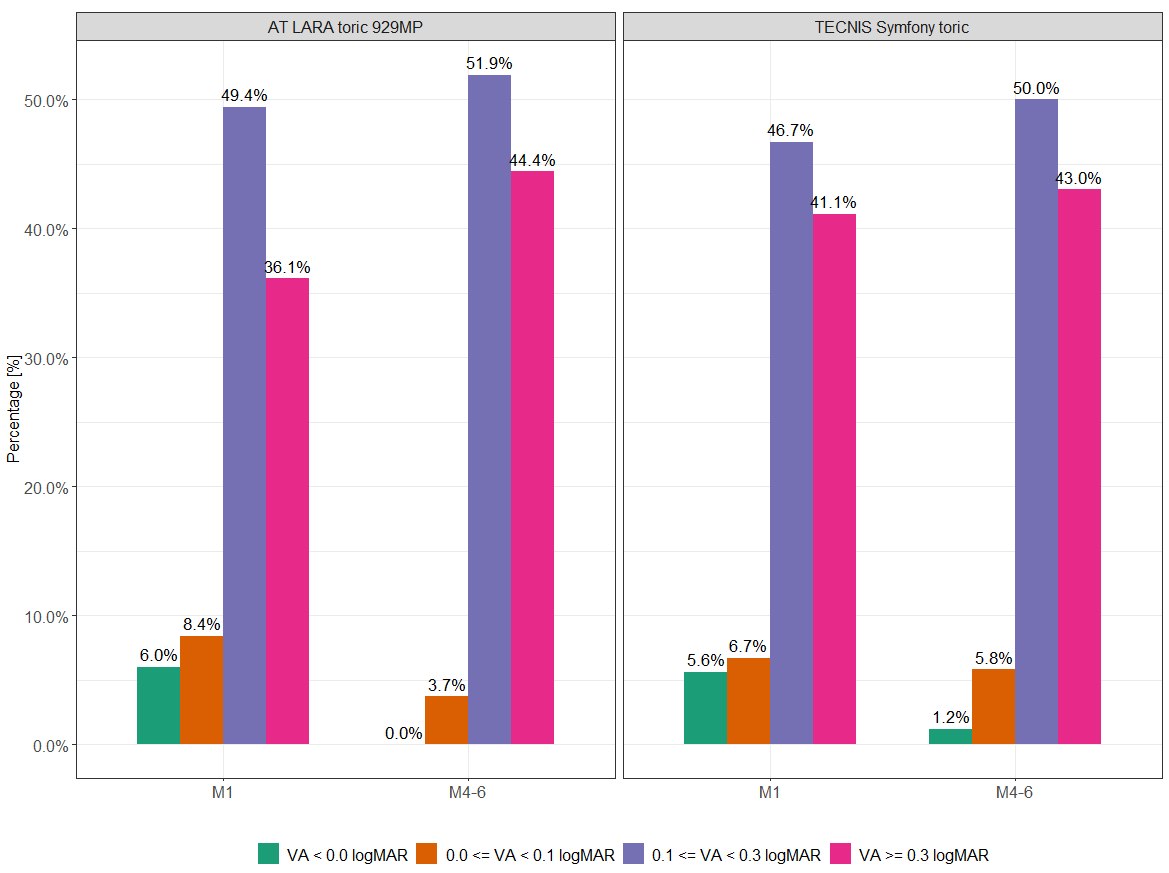 AT LARA toric 929MP
TECNIS Symfony toric
Percentage [%]
50.0%
40.0%
30.0%
20.0%
10.0%
0.0%
6.0%
8.4%
49.4%
36.1%
0.0%
3.7%
51.9%
44.4%
5.6%
6.7%
46.7%
41.1%
1.2%
5.8%
50.0%
43.0%
M1
M4-6
M1
M4-6
VA < 0.0 logMAR
0.0 <= VA < 0.1 logMAR
0.1 <= VA < 0.3 logMAR
VA >= 0.3 logMAR